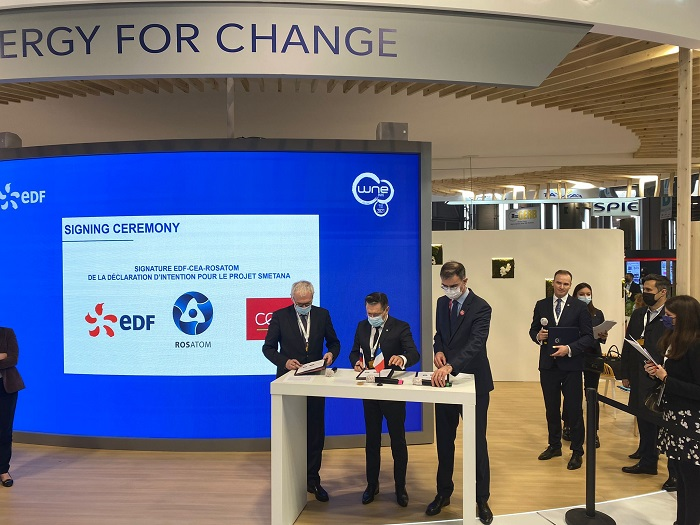 ERGY FOR CHANGE
edf
wne
SIGNING CEREMONY
SIGNATURE EDF-CEA-ROSATOM
DE LA DÉCLARATION D'INTENTION POUR LE PROJET SMETANA
edf
ROSATOM
SPIE